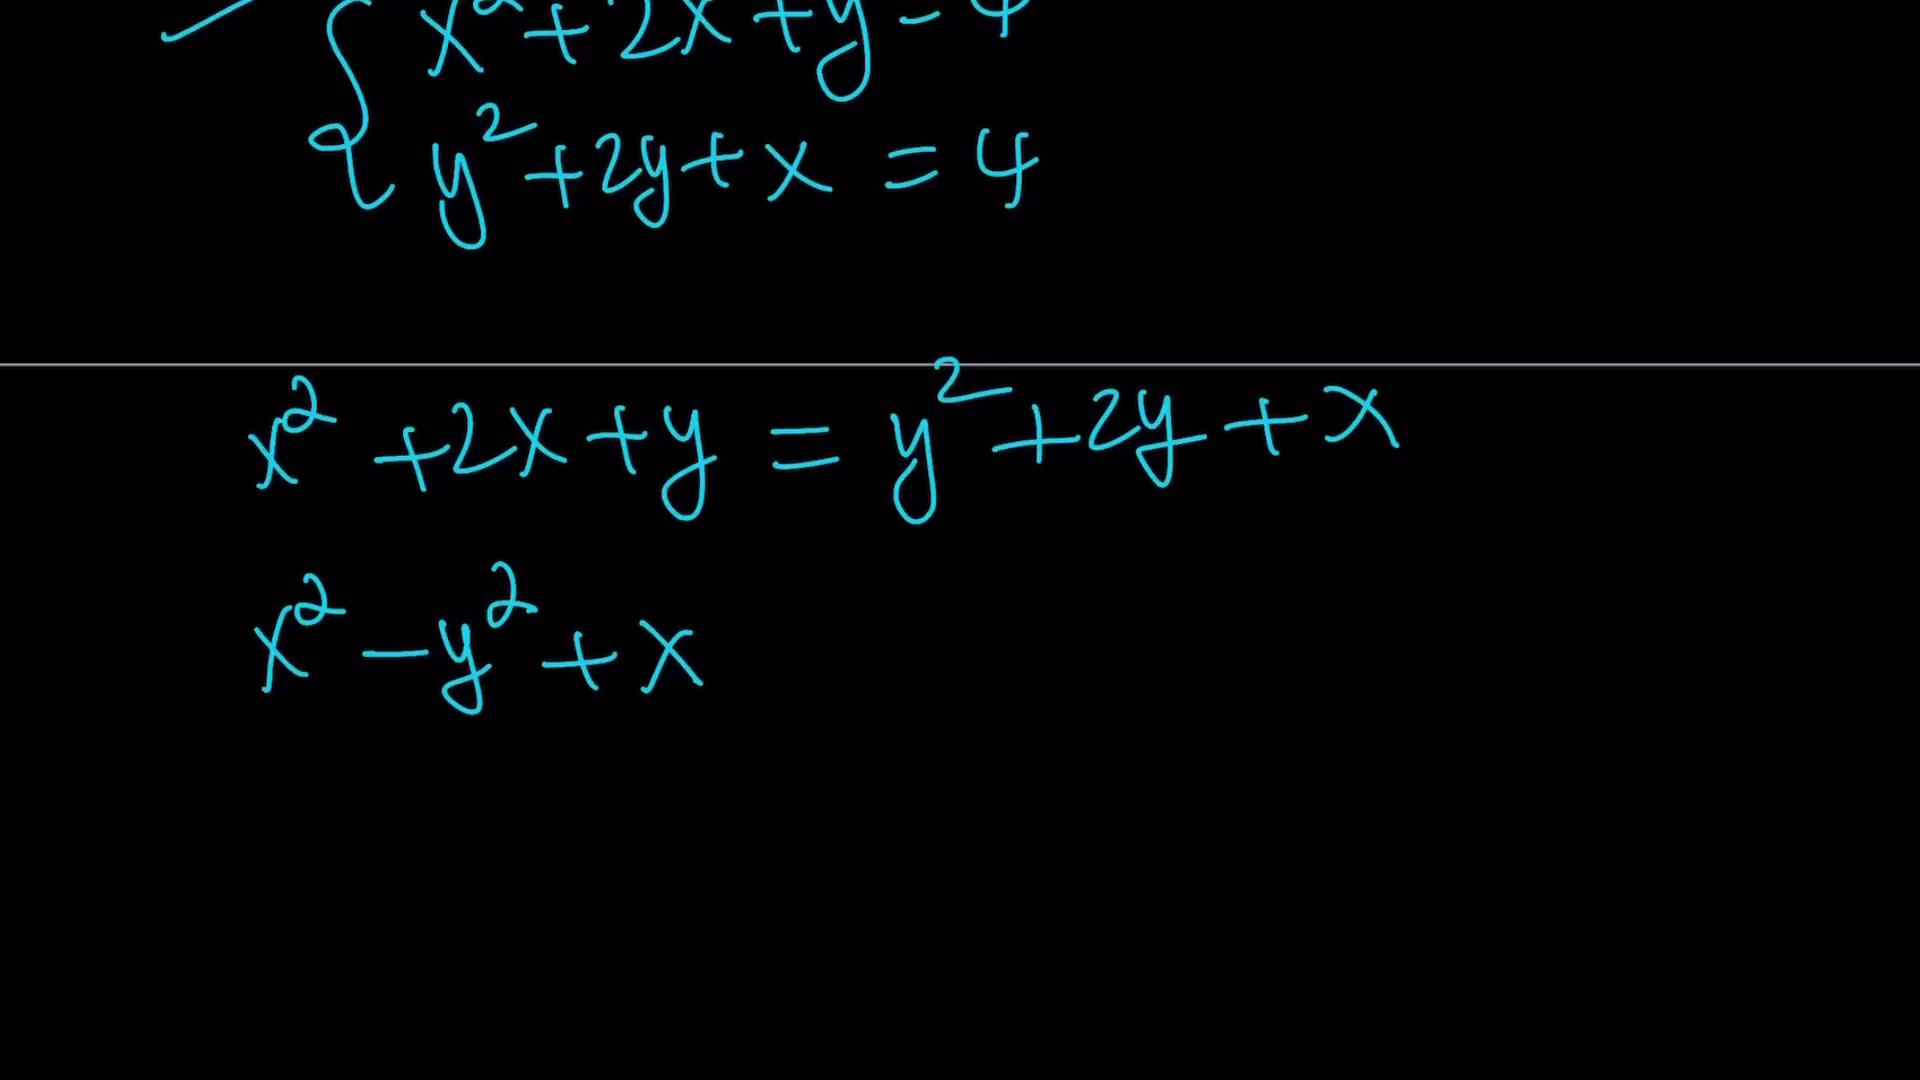 x² + 2x + y = 4
y² + 2y + x = 4
x² + 2x + y = y² + 2y + x
x² - y² + x